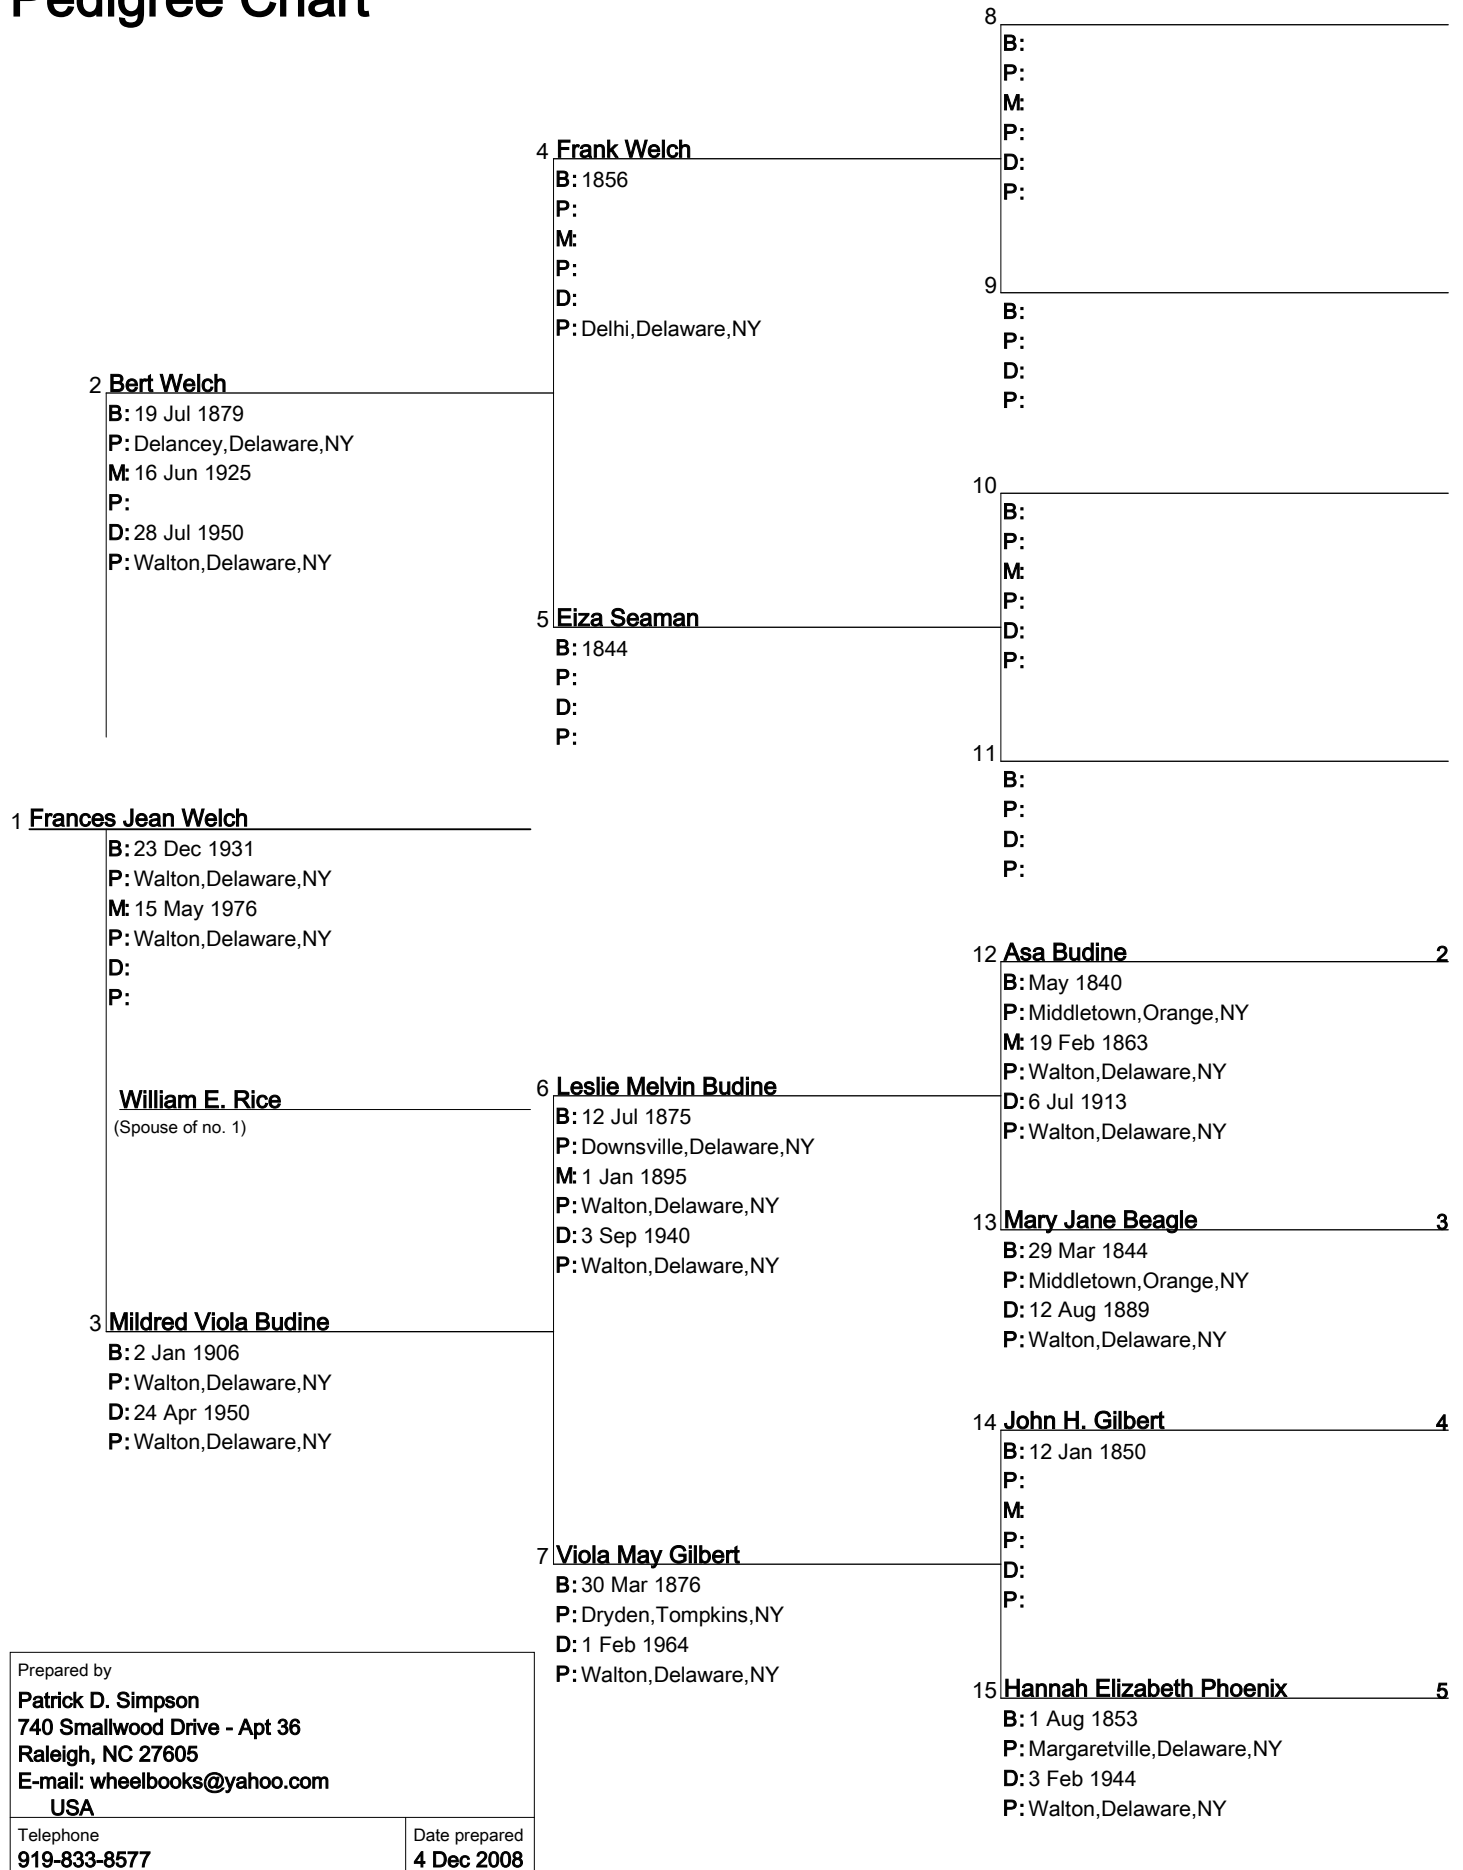 Pedigree Chart
8
B:
P:
M:
P:
D:
P:
4 Frank Welch
B: 1856
P:
M:
P:
D:
P: Delhi,Delaware,NY
9
B:
P:
D:
P:
2 Bert Welch
B: 19 Jul 1879
P: Delancey,Delaware,NY
M: 16 Jun 1925
P:
D: 28 Jul 1950
P: Walton,Delaware,NY
10
B:
P:
M:
P:
D:
P:
5 Eiza Seaman
B: 1844
P:
D:
P:
11
B:
P:
D:
P:
1 Frances Jean Welch
B: 23 Dec 1931
P: Walton,Delaware,NY
M: 15 May 1976
P: Walton,Delaware,NY
D:
P:
William E. Rice
(Spouse of no. 1)
12 Asa Budine 2
B: May 1840
P: Middletown,Orange,NY
M: 19 Feb 1863
P: Walton,Delaware,NY
D: 6 Jul 1913
P: Walton,Delaware,NY
6 Leslie Melvin Budine
B: 12 Jul 1875
P: Downsville,Delaware,NY
M: 1 Jan 1895
P: Walton,Delaware,NY
D: 3 Sep 1940
P: Walton,Delaware,NY
13 Mary Jane Beagle 3
B: 29 Mar 1844
P: Middletown,Orange,NY
D: 12 Aug 1889
P: Walton,Delaware,NY
3 Mildred Viola Budine
B: 2 Jan 1906
P: Walton,Delaware,NY
D: 24 Apr 1950
P: Walton,Delaware,NY
14 John H. Gilbert 4
B: 12 Jan 1850
P:
M:
P:
D:
P:
7 Viola May Gilbert
B: 30 Mar 1876
P: Dryden,Tompkins,NY
D: 1 Feb 1964
P: Walton,Delaware,NY
15 Hannah Elizabeth Phoenix 5
B: 1 Aug 1853
P: Margaretville,Delaware,NY
D: 3 Feb 1944
P: Walton,Delaware,NY
Prepared by
Patrick D. Simpson
740 Smallwood Drive - Apt 36
Raleigh, NC 27605
E-mail: wheelbooks@yahoo.com
USA
Telephone
919-833-8577
Date prepared
4 Dec 2008